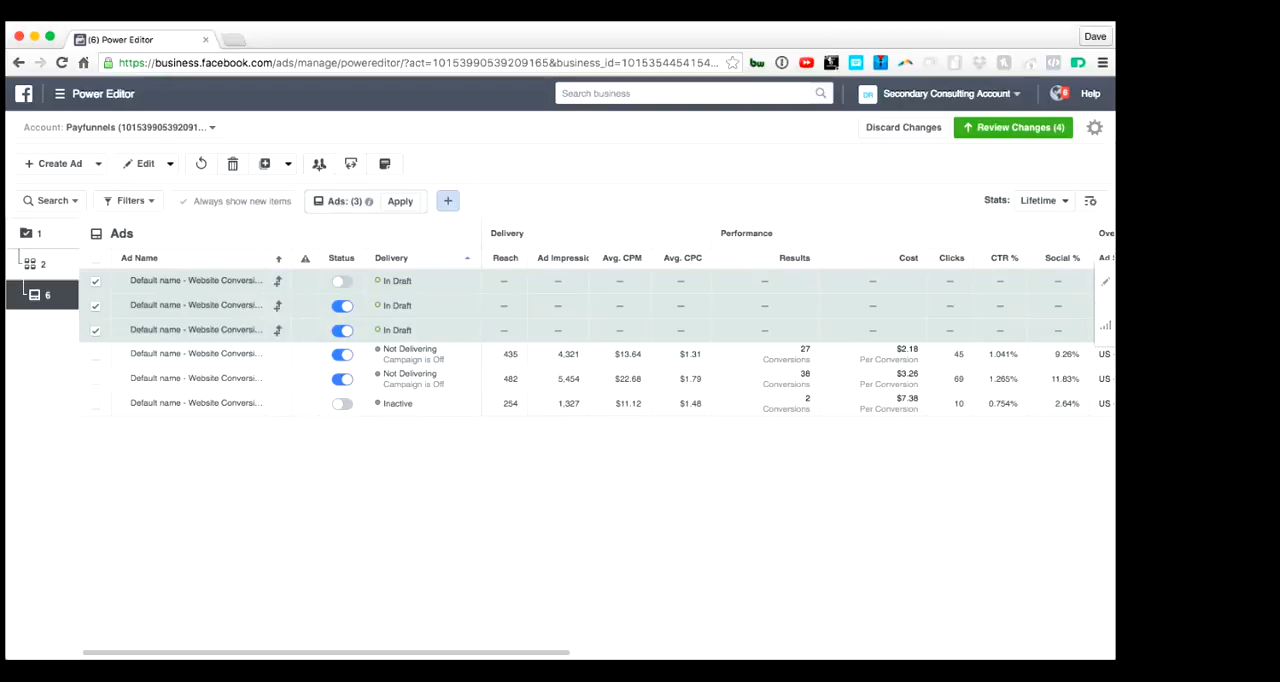 (6) Power Editor
Dave
https://business.facebook.com/ads/manage/powereditor/?act=10153990539209165&business_id=10153544541​54...
Power Editor
Search business
Secondary Consulting Account
6
Help
Account: Payfunnels (101539905392091...
Discard Changes
Review Changes (4)
+ Create Ad
Edit
Search
Filters
Always show new items
Ads: (3)
Apply
+
Stats: Lifetime
1
Ads
Delivery
Performance
Ove
2
Ad Name
Status
Delivery
Reach
Ad Impressic
Avg. CPM
Avg. CPC
Results
Cost
Clicks
CTR %
Social %
6
Default name - Website Conversi... In Draft — — — — — — — — —
Default name - Website Conversi... In Draft — — — — — — — — —
Default name - Website Conversi... In Draft — — — — — — — — —
Default name - Website Conversi... Not Delivering 435 4,321 $13.64 $1.31 27 $2.18 45 1.041% 9.26% US
Campaign is Off Conversions Per Conversion
Default name - Website Conversi... Not Delivering 482 5,454 $22.68 $1.79 38 $3.26 69 1.265% 11.83% US
Campaign is Off Conversions Per Conversion
Default name - Website Conversi... Inactive 254 1,327 $11.12 $1.48 2 $7.38 10 0.754% 2.64% US
Conversions Per Conversion